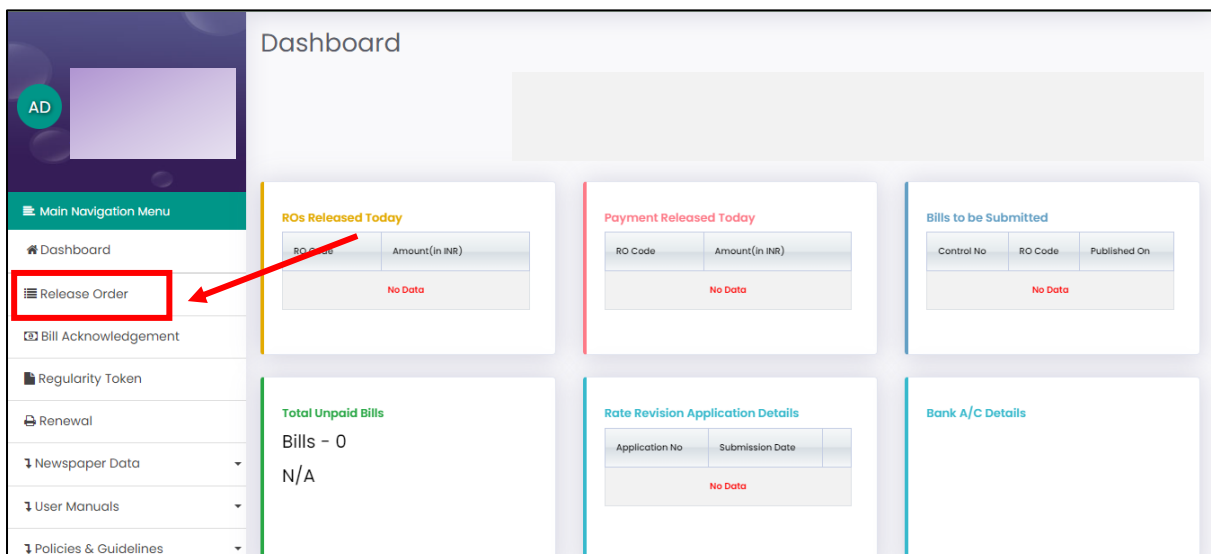 Dashboard
AD
Main Navigation Menu
Dashboard
Release Order
Bill Acknowledgement
Regularity Token
Renewal
Newspaper Data
User Manuals
Policies & Guidelines
ROs Released Today
RO Code Amount(in INR)
No Data
Payment Released Today
RO Code Amount(in INR)
No Data
Bills to be Submitted
Control No RO Code Published On
No Data
Total Unpaid Bills
Bills - 0
N/A
Rate Revision Application Details
Application No Submission Date
No Data
Bank A/C Details